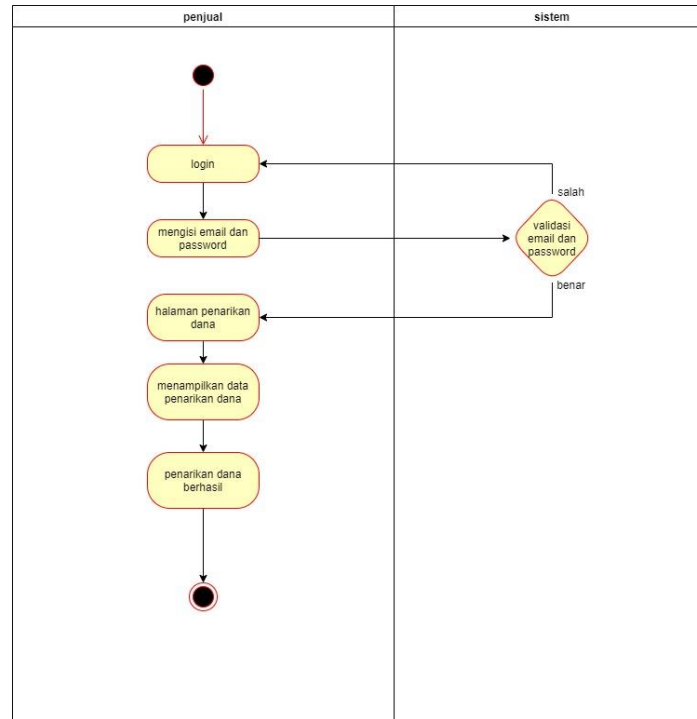 penjual
sistem
login
salah
mengisi email dan
password
validasi
email dan
password
benar
halaman penarikan
dana
menampilkan data
penarikan dana
penarikan dana
berhasil